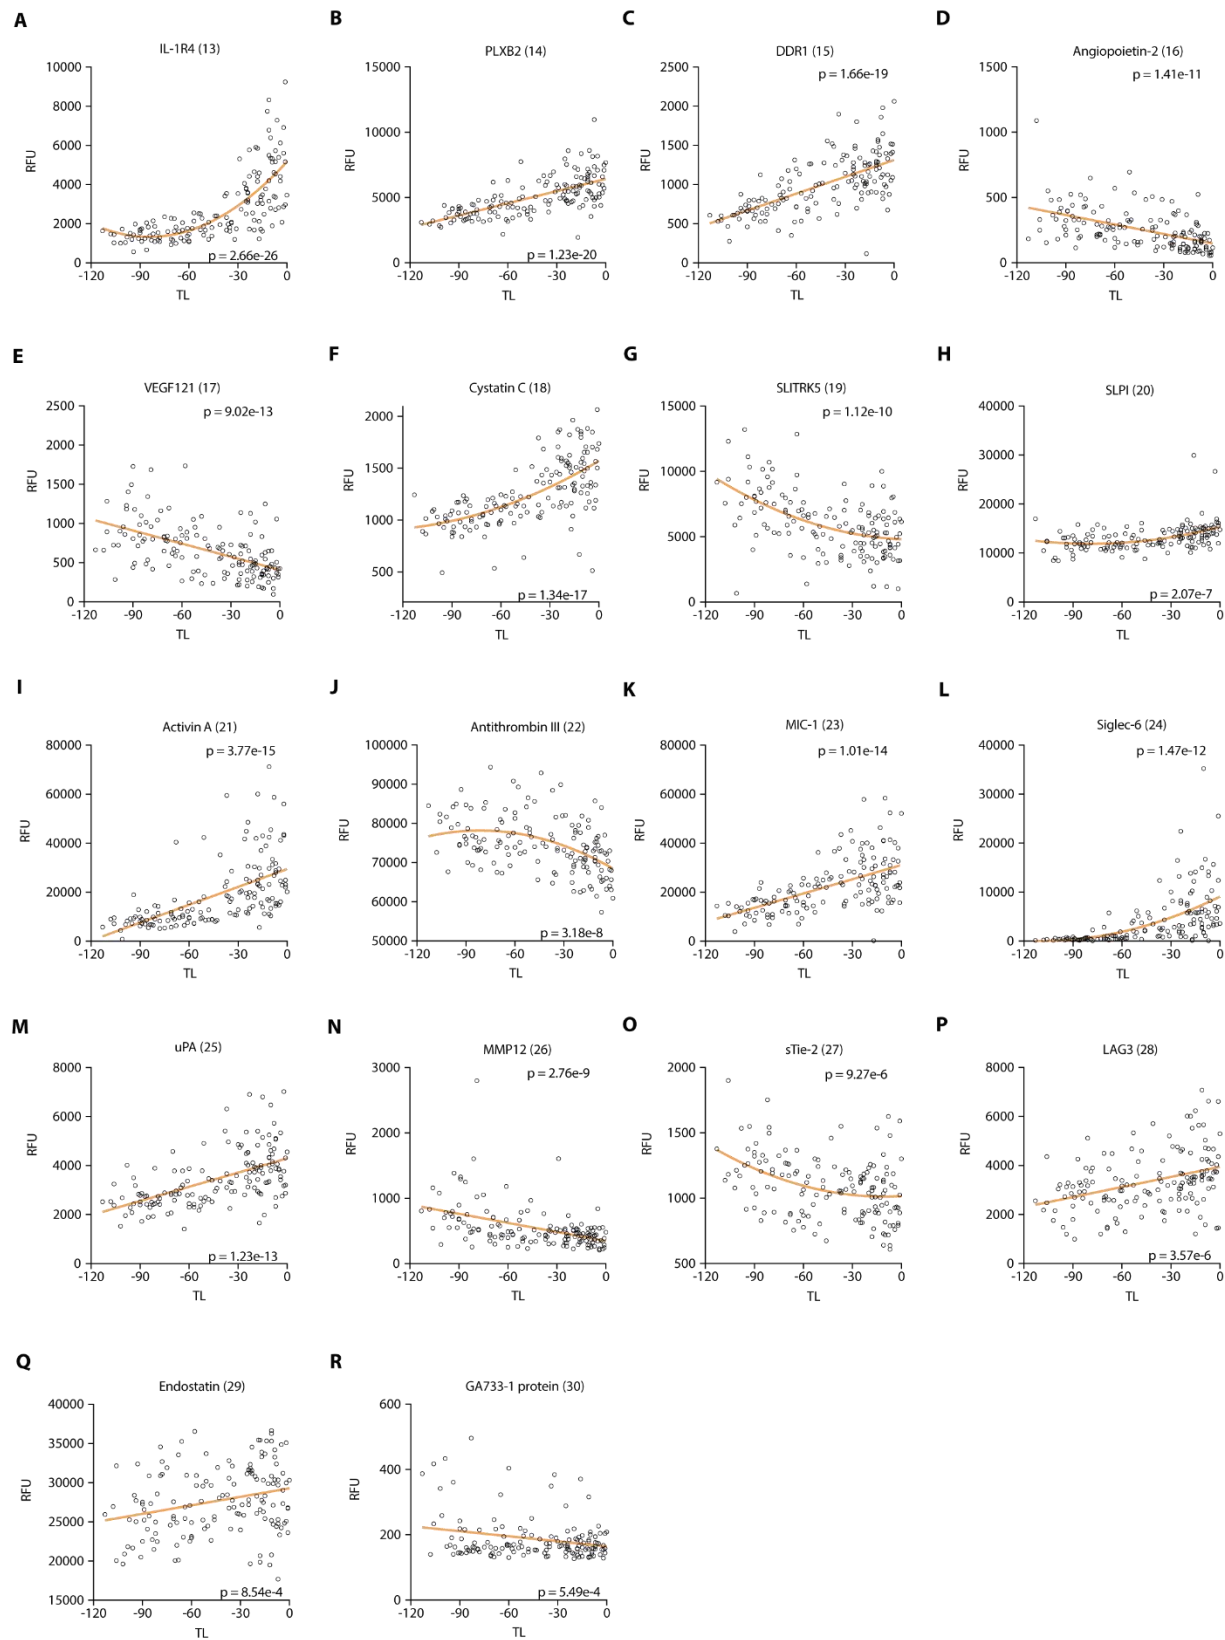 A
B
C
D
IL-1R4 (13)
PLXB2 (14)
DDR1 (15)
Angiopoietin-2 (16)
10000
8000
6000
4000
2000
0
RFU
p = 2.66e-26
-120 -90 -60 -30 0
TL
15000
10000
5000
0
RFU
p = 1.23e-20
-120 -90 -60 -30 0
TL
2500
2000
1500
1000
500
0
RFU
p = 1.66e-19
-120 -90 -60 -30 0
TL
1500
1000
500
0
RFU
p = 1.41e-11
-120 -90 -60 -30 0
TL
E
F
G
H
VEGF121 (17)
Cystatin C (18)
SLITRK5 (19)
SLPI (20)
2500
2000
1500
1000
500
0
RFU
p = 9.02e-13
-120 -90 -60 -30 0
TL
2000
1500
1000
500
RFU
p = 1.34e-17
-120 -90 -60 -30 0
TL
15000
10000
5000
0
RFU
p = 1.12e-10
-120 -90 -60 -30 0
TL
40000
30000
20000
10000
0
RFU
p = 2.07e-7
-120 -90 -60 -30 0
TL
I
J
K
L
Activin A (21)
Antithrombin III (22)
MIC-1 (23)
Siglec-6 (24)
80000
60000
40000
20000
0
RFU
p = 3.77e-15
-120 -90 -60 -30 0
TL
100000
90000
80000
70000
60000
50000
RFU
p = 3.18e-8
-120 -90 -60 -30 0
TL
80000
60000
40000
20000
0
RFU
p = 1.01e-14
-120 -90 -60 -30 0
TL
40000
30000
20000
10000
0
RFU
p = 1.47e-12
-120 -90 -60 -30 0
TL
M
N
O
P
uPA (25)
MMP12 (26)
sTie-2 (27)
LAG3 (28)
8000
6000
4000
2000
0
RFU
p = 1.23e-13
-120 -90 -60 -30 0
TL
3000
2000
1000
0
RFU
p = 2.76e-9
-120 -90 -60 -30 0
TL
2000
1500
1000
500
RFU
p = 9.27e-6
-120 -90 -60 -30 0
TL
8000
6000
4000
2000
0
RFU
p = 3.57e-6
-120 -90 -60 -30 0
TL
Q
R
Endostatin (29)
GA733-1 protein (30)
40000
35000
30000
25000
20000
15000
RFU
p = 8.54e-4
-120 -90 -60 -30 0
TL
600
400
200
0
RFU
p = 5.49e-4
-120 -90 -60 -30 0
TL